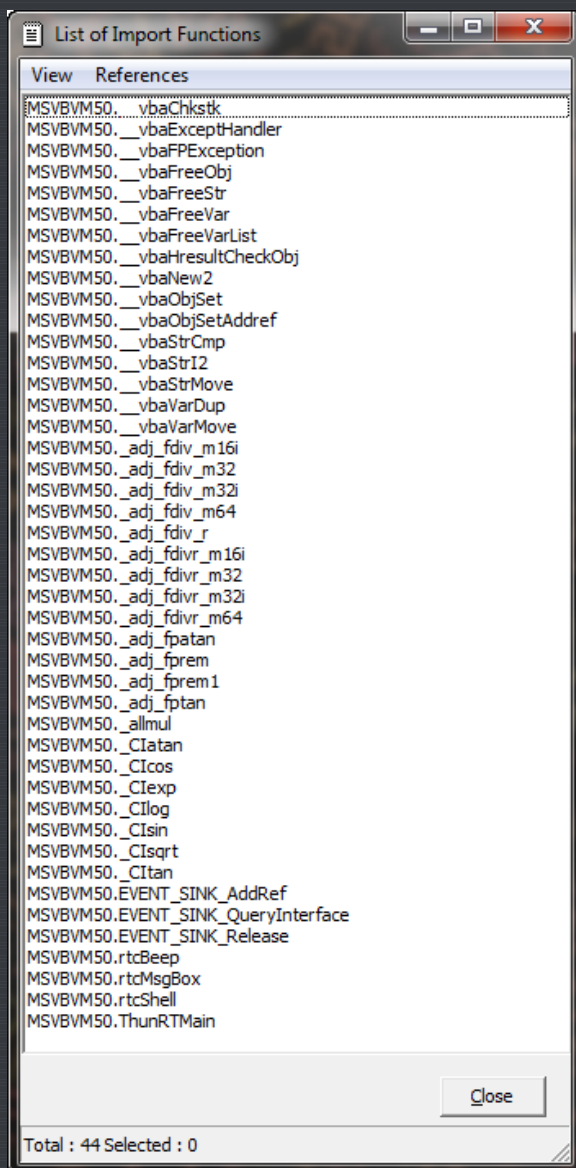 List of Import Functions
View References
MSVBVM50.__vbaChkstk
MSVBVM50.__vbaExceptHandler
MSVBVM50.__vbaFPException
MSVBVM50.__vbaFreeObj
MSVBVM50.__vbaFreeStr
MSVBVM50.__vbaFreeVar
MSVBVM50.__vbaFreeVarList
MSVBVM50.__vbaHresultCheckObj
MSVBVM50.__vbaNew2
MSVBVM50.__vbaObjSet
MSVBVM50.__vbaObjSetAddref
MSVBVM50.__vbaStrCmp
MSVBVM50.__vbaStrI2
MSVBVM50.__vbaStrMove
MSVBVM50.__vbaVarDup
MSVBVM50.__vbaVarMove
MSVBVM50._adj_fdiv_m16i
MSVBVM50._adj_fdiv_m32
MSVBVM50._adj_fdiv_m32i
MSVBVM50._adj_fdiv_m64
MSVBVM50._adj_fdiv_r
MSVBVM50._adj_fdivr_m16i
MSVBVM50._adj_fdivr_m32
MSVBVM50._adj_fdivr_m32i
MSVBVM50._adj_fdivr_m64
MSVBVM50._adj_fpatan
MSVBVM50._adj_fprem
MSVBVM50._adj_fprem1
MSVBVM50._adj_fptan
MSVBVM50._allmul
MSVBVM50._CIatan
MSVBVM50._CIcos
MSVBVM50._CIexp
MSVBVM50._CIlog
MSVBVM50._CIsin
MSVBVM50._CIsqrt
MSVBVM50._CItan
MSVBVM50.EVENT_SINK_AddRef
MSVBVM50.EVENT_SINK_QueryInterface
MSVBVM50.EVENT_SINK_Release
MSVBVM50.rtcBeep
MSVBVM50.rtcMsgBox
MSVBVM50.rtcShell
MSVBVM50.ThunRTMain
Close
Total : 44 Selected : 0